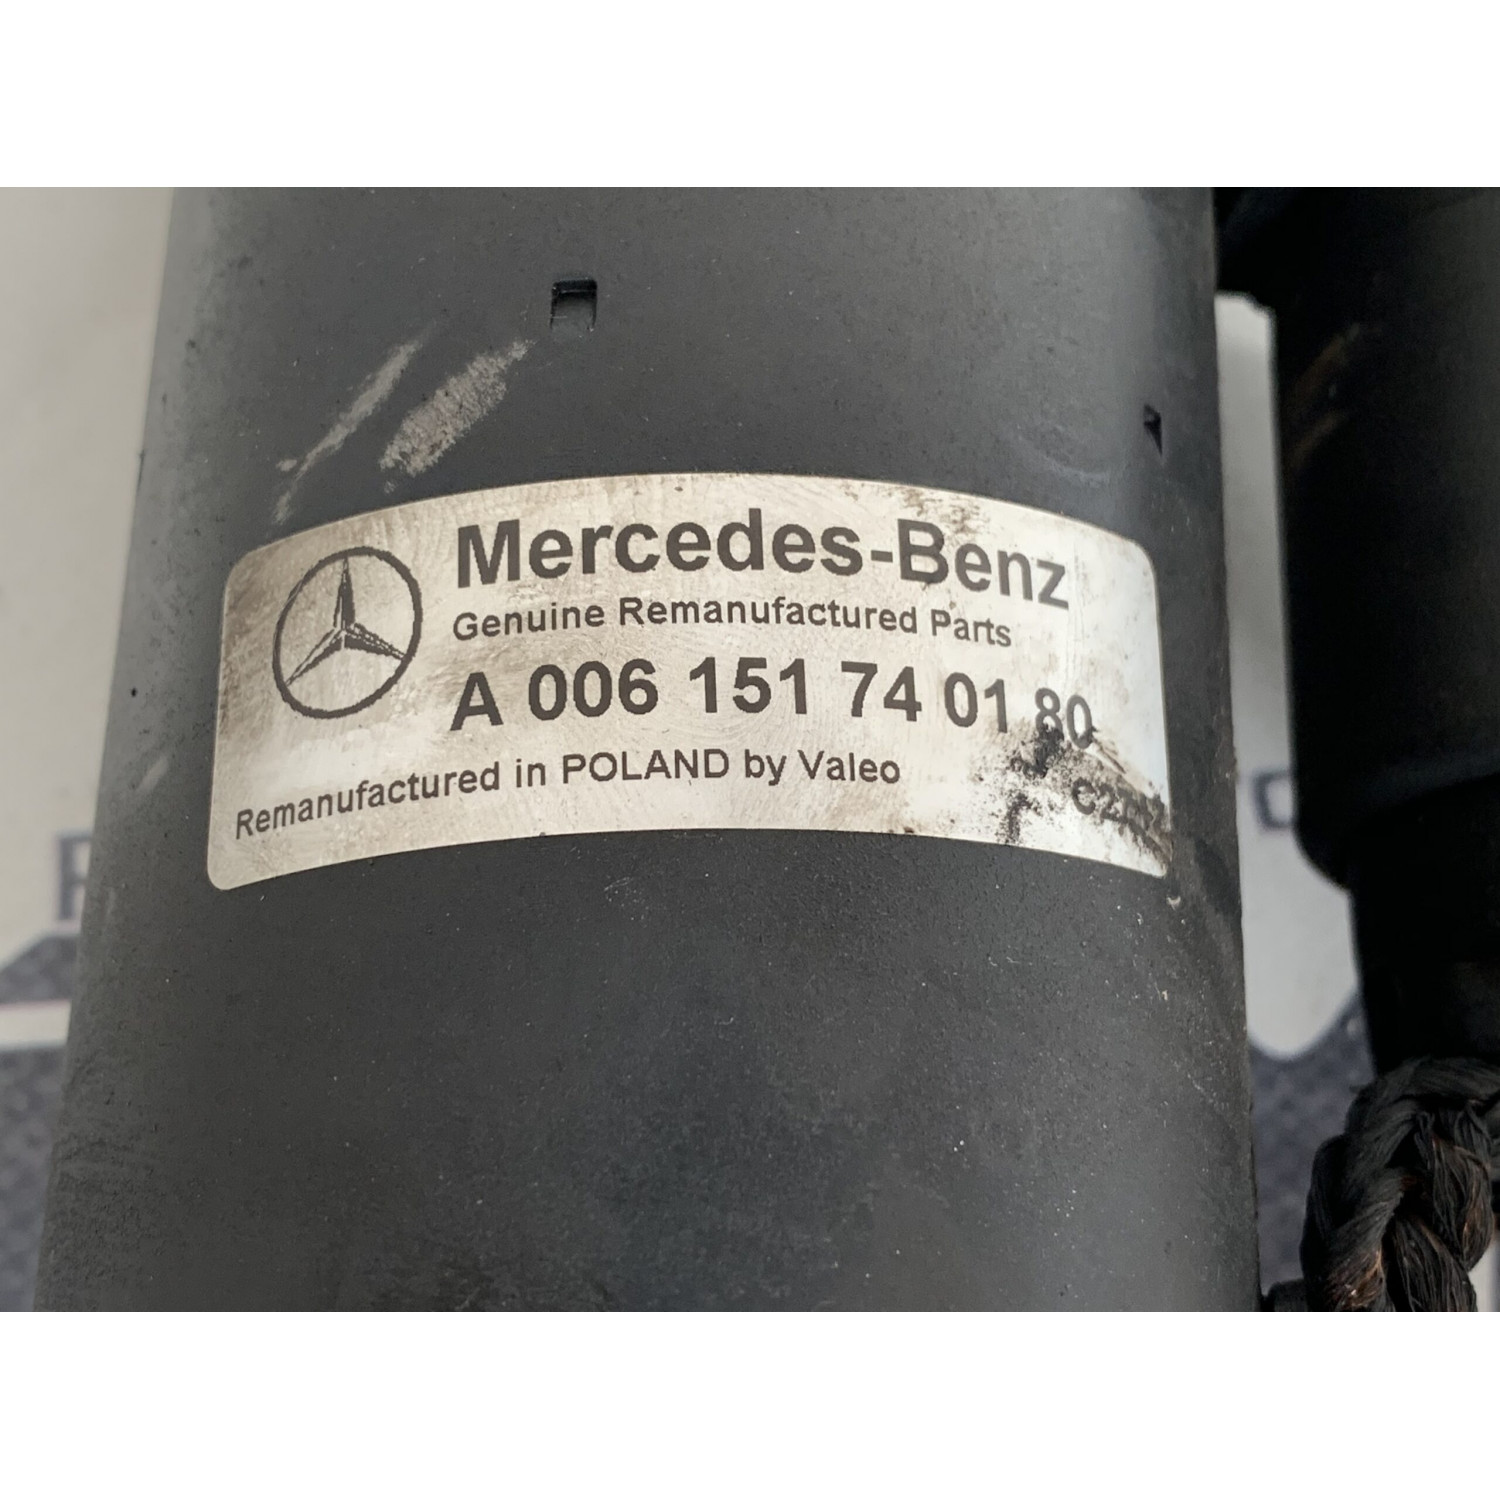 Mercedes-Benz
Genuine Remanufactured Parts
A 006 151 74 01 80
Remanufactured in POLAND by Valeo